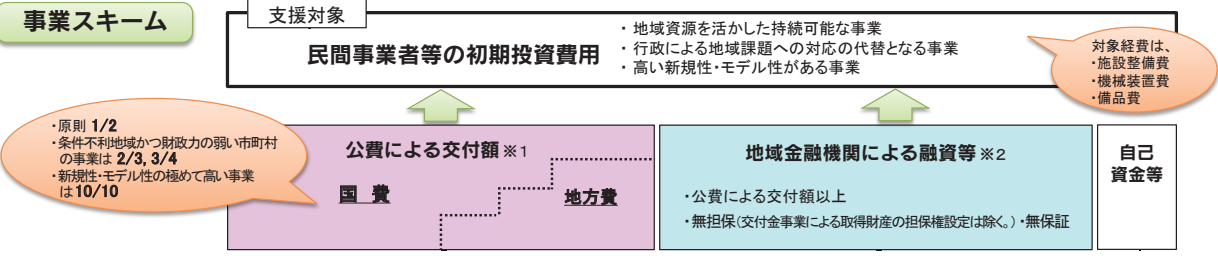 事業スキーム
支援対象
民間事業者等の初期投資費用
・地域資源を活かした持続可能な事業
・行政による地域課題への対応の代替となる事業
・高い新規性・モデル性がある事業
対象経費は、
・施設整備費
・機械装置費
・備品費
・原則 1/2
・条件不利地域かつ財政力の弱い市町村
の事業は 2/3, 3/4
・新規性・モデル性の極めて高い事業
は 10/10
公費による交付額 ※1
国 費
地方費
地域金融機関による融資等 ※2
・公費による交付額以上
・無担保(交付金事業による取得財産の担保権設定は除く。)・無保証
自己
資金等